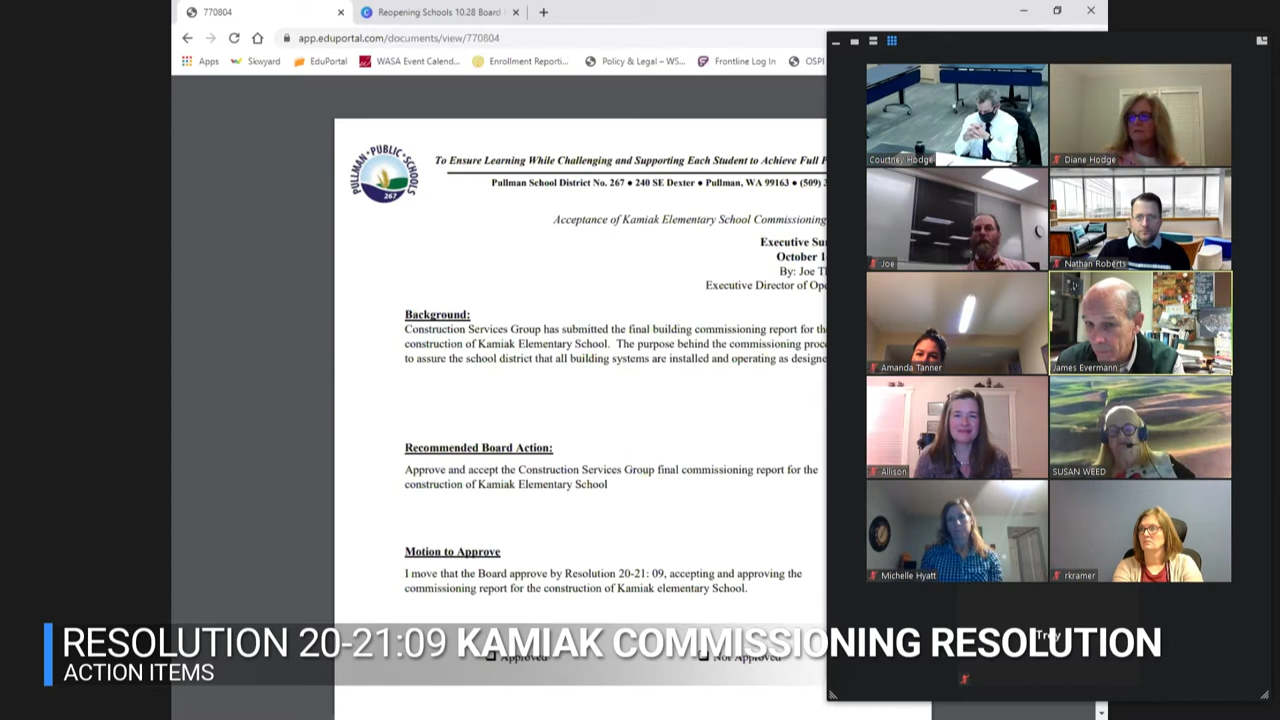 770804
Reopening Schools 10.28 Board
app.eduportal.com/documents/view/770804
Apps
Skwyard
EduPortal
WASA Event Calend...
Enrollment Reporti...
Policy & Legal – WS...
Frontline Log In
OSPI
PULLMAN·PUBLIC·SCHOOLS
267
To Ensure Learning While Challenging and Supporting Each Student to Achieve Full
Pullman School District No. 267 ● 240 SE Dexter ● Pullman, WA 99163 ● (509)
Acceptance of Kamiak Elementary School Commissioning
Executive
October
By: Joe
Executive Director of
Background:
Construction Services Group has submitted the final building commissioning report for the
construction of Kamiak Elementary School. The purpose behind the commissioning
to assure the school district that all building systems are installed and operating as
Recommended Board Action:
Approve and accept the Construction Services Group final commissioning report for the
construction of Kamiak Elementary School
Motion to Approve
I move that the Board approve by Resolution 20-21: 09, accepting and approving the
commissioning report for the construction of Kamiak elementary School.
Approved
Not Approved
Courtney Hodge
Diane Hodge
Joe
Nathan Roberts
Amanda Tanner
James Evermann
Allison
SUSAN WEED
Michelle Hyatt
rkramer
Troy
RESOLUTION 20-21:09 KAMIAK COMMISSIONING RESOLUTION
ACTION ITEMS